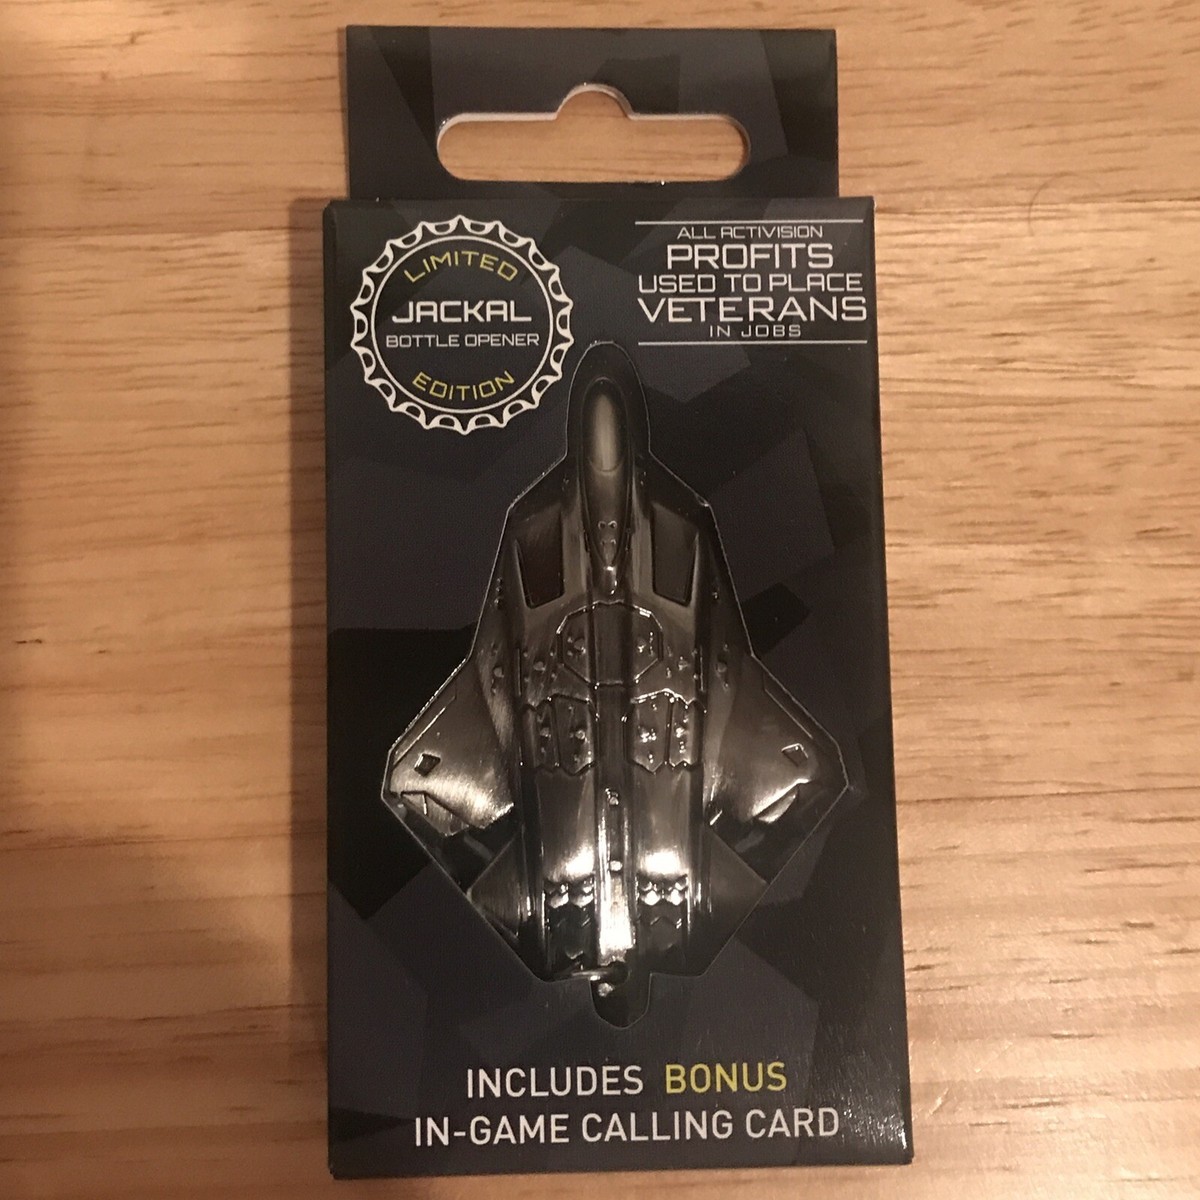 LIMITED
JACKAL
BOTTLE OPENER
EDITION
ALL ACTIVISION
PROFITS
USED TO PLACE
VETERANS
IN JOBS
INCLUDES BONUS
IN-GAME CALLING CARD